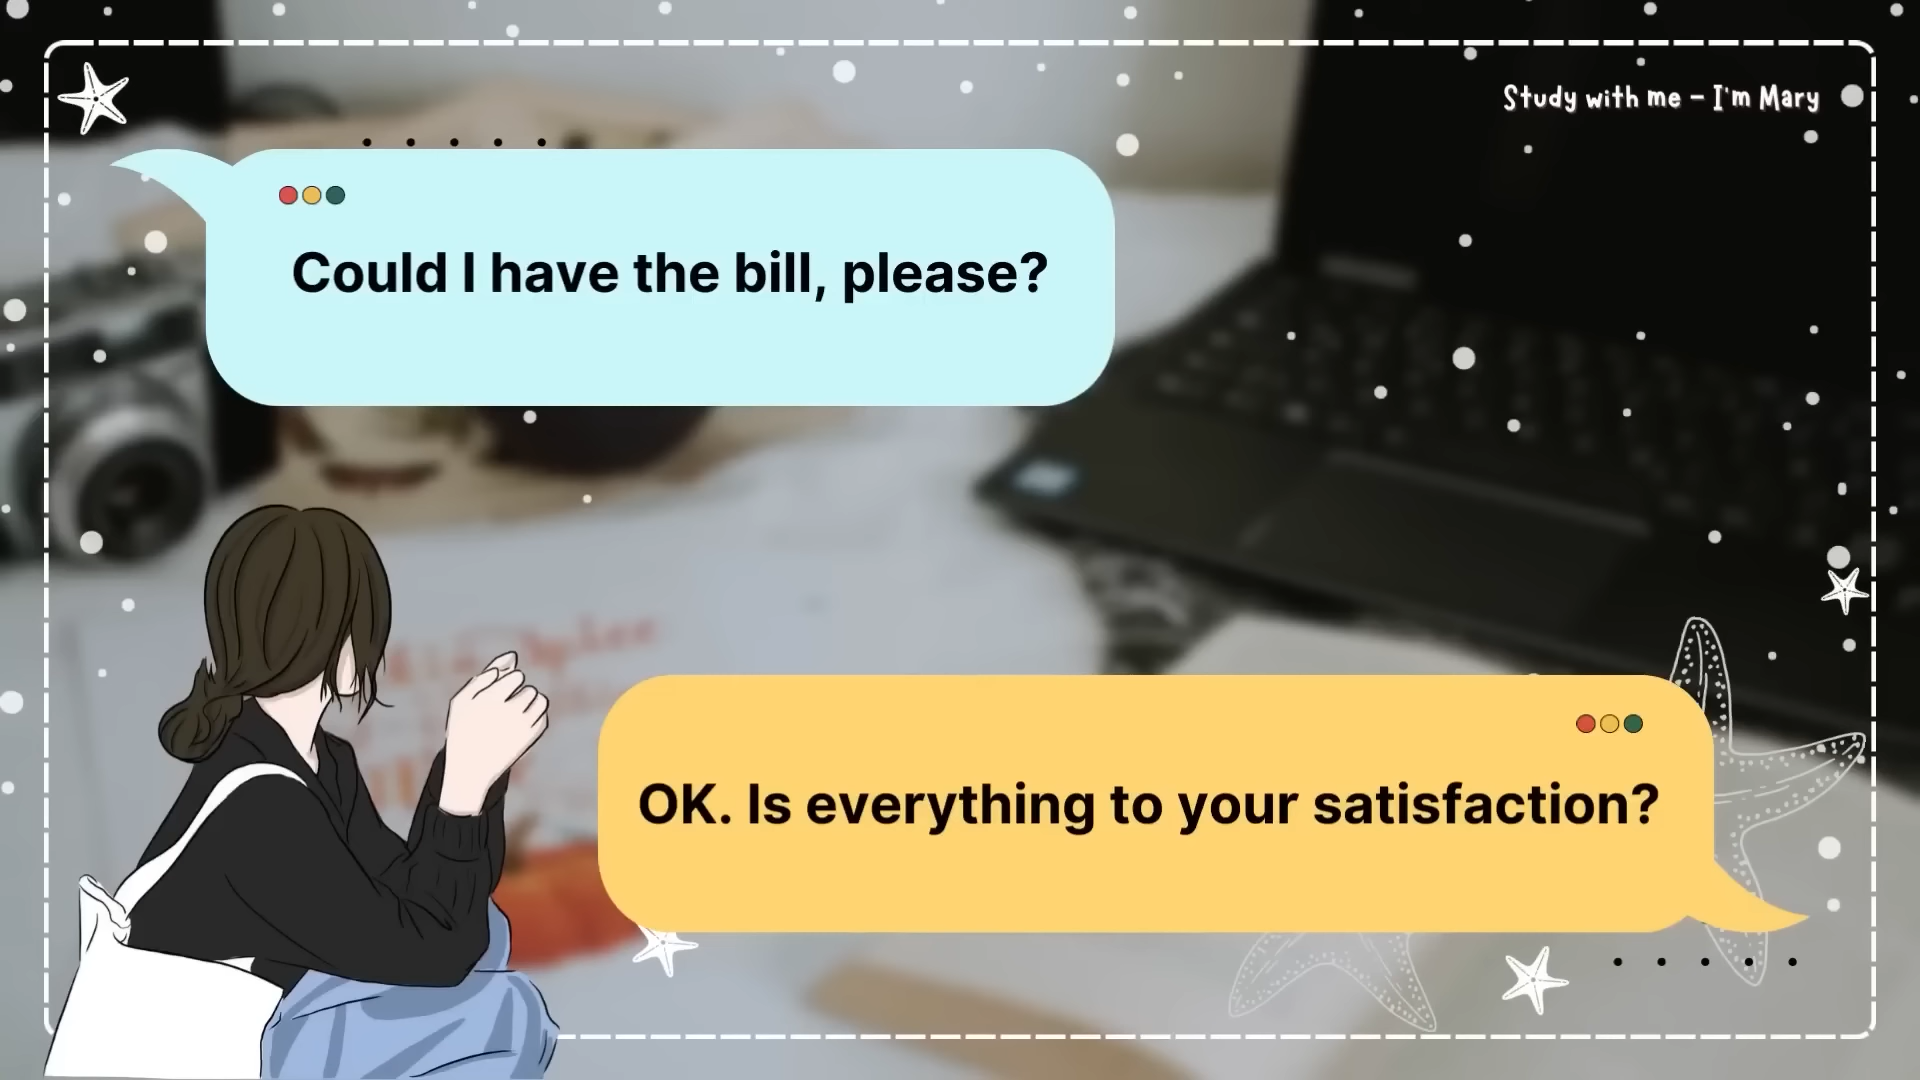 Study with me - I'm Mary
Could I have the bill, please?
OK. Is everything to your satisfaction?